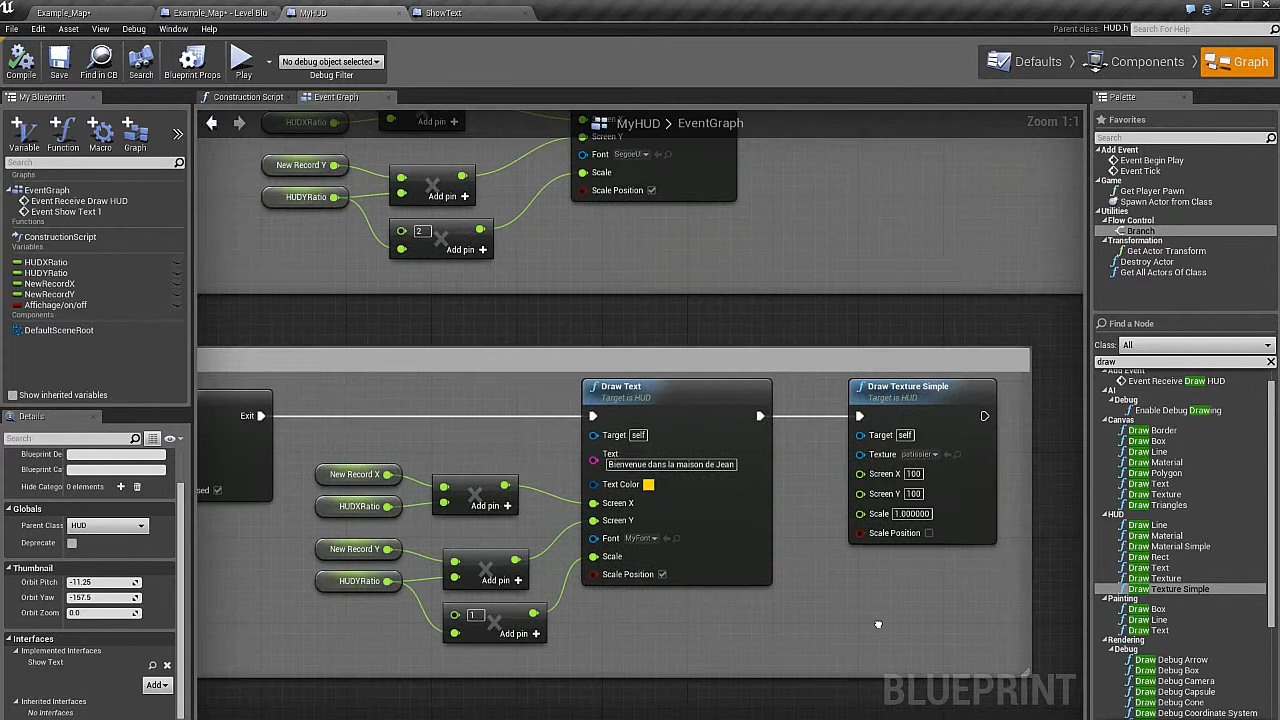 Example_Map*
Example_Map* - Level Blu
MyHUD
ShowText
File Edit Asset View Debug Window Help
Parent class: HUD.h
Search For Help
Compile
Save
Find in CB
Search
Blueprint Props
Play
No debug object selected
Debug Filter
Defaults
Components
Graph
My Blueprint
Variable
Function
Macro
Graph
Search
Graphs
EventGraph
Event Receive Draw HUD
Event Show Text 1
Functions
ConstructionScript
Variables
HUDXRatio
HUDYRatio
NewRecordX
NewRecordY
Affichage/on/off
Components
DefaultSceneRoot
Show inherited variables
Details
Search
Blueprint De
Blueprint Ca
Hide Catego 0 elements
Globals
Parent Class HUD
Deprecate
Thumbnail
Orbit Pitch -11.25
Orbit Yaw -157.5
Orbit Zoom 0.0
Interfaces
Implemented Interfaces
Show Text
Add
Inherited Interfaces
No Interfaces
Construction Script
Event Graph
MyHUD > EventGraph
Zoom 1:1
HUDXRatio
Add pin +
New Record Y
HUDYRatio
Add pin +
2
Add pin +
Screen Y
Font SegoeU
Scale
Scale Position
Exit
sed
New Record X
HUDXRatio
Add pin +
New Record Y
HUDYRatio
Add pin +
1
Add pin +
Draw Text
Target is HUD
Target self
Text
Bienvenue dans la maison de Jean
Text Color
Screen X
Screen Y
Font MyFont
Scale
Scale Position
Draw Texture Simple
Target is HUD
Target self
Texture patissier
Screen X 100
Screen Y 100
Scale 1.000000
Scale Position
BLUEPRINT
Palette
Favorites
Search
Add Event
Event Begin Play
Event Tick
Game
Get Player Pawn
Spawn Actor from Class
Utilities
Flow Control
Branch
Transformation
Get Actor Transform
Destroy Actor
Get All Actors Of Class
Find a Node
Class: All
draw
Add Event
Event Receive Draw HUD
AI
Debug
Enable Debug Drawing
Canvas
Draw Border
Draw Box
Draw Line
Draw Material
Draw Polygon
Draw Text
Draw Texture
Draw Triangles
HUD
Draw Line
Draw Material
Draw Material Simple
Draw Rect
Draw Text
Draw Texture
Draw Texture Simple
Painting
Draw Box
Draw Line
Draw Text
Rendering
Debug
Draw Debug Arrow
Draw Debug Box
Draw Debug Camera
Draw Debug Capsule
Draw Debug Cone
Draw Debug Coordinate System